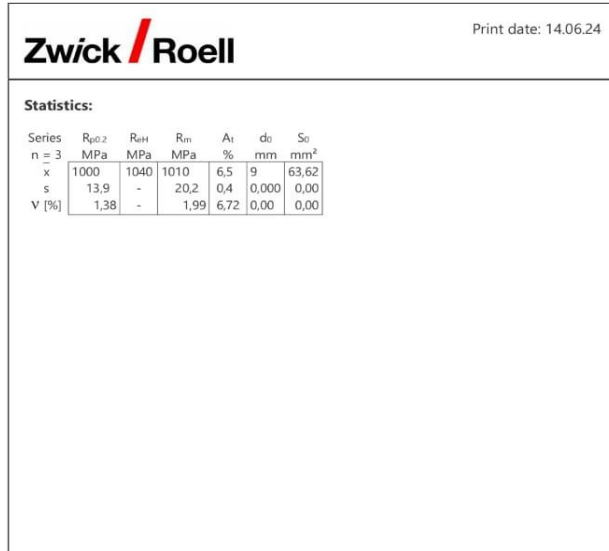 Zwick / Roell
Print date: 14.06.24
Statistics:
Series Rp0.2 ReH Rm At d0 S0
n = 3 MPa MPa MPa % mm mm²
x̄ 1000 1040 1010 6,5 9 63,62
s 13,9 - 20,2 0,4 0,000 0,00
ν [%] 1,38 - 1,99 6,72 0,00 0,00